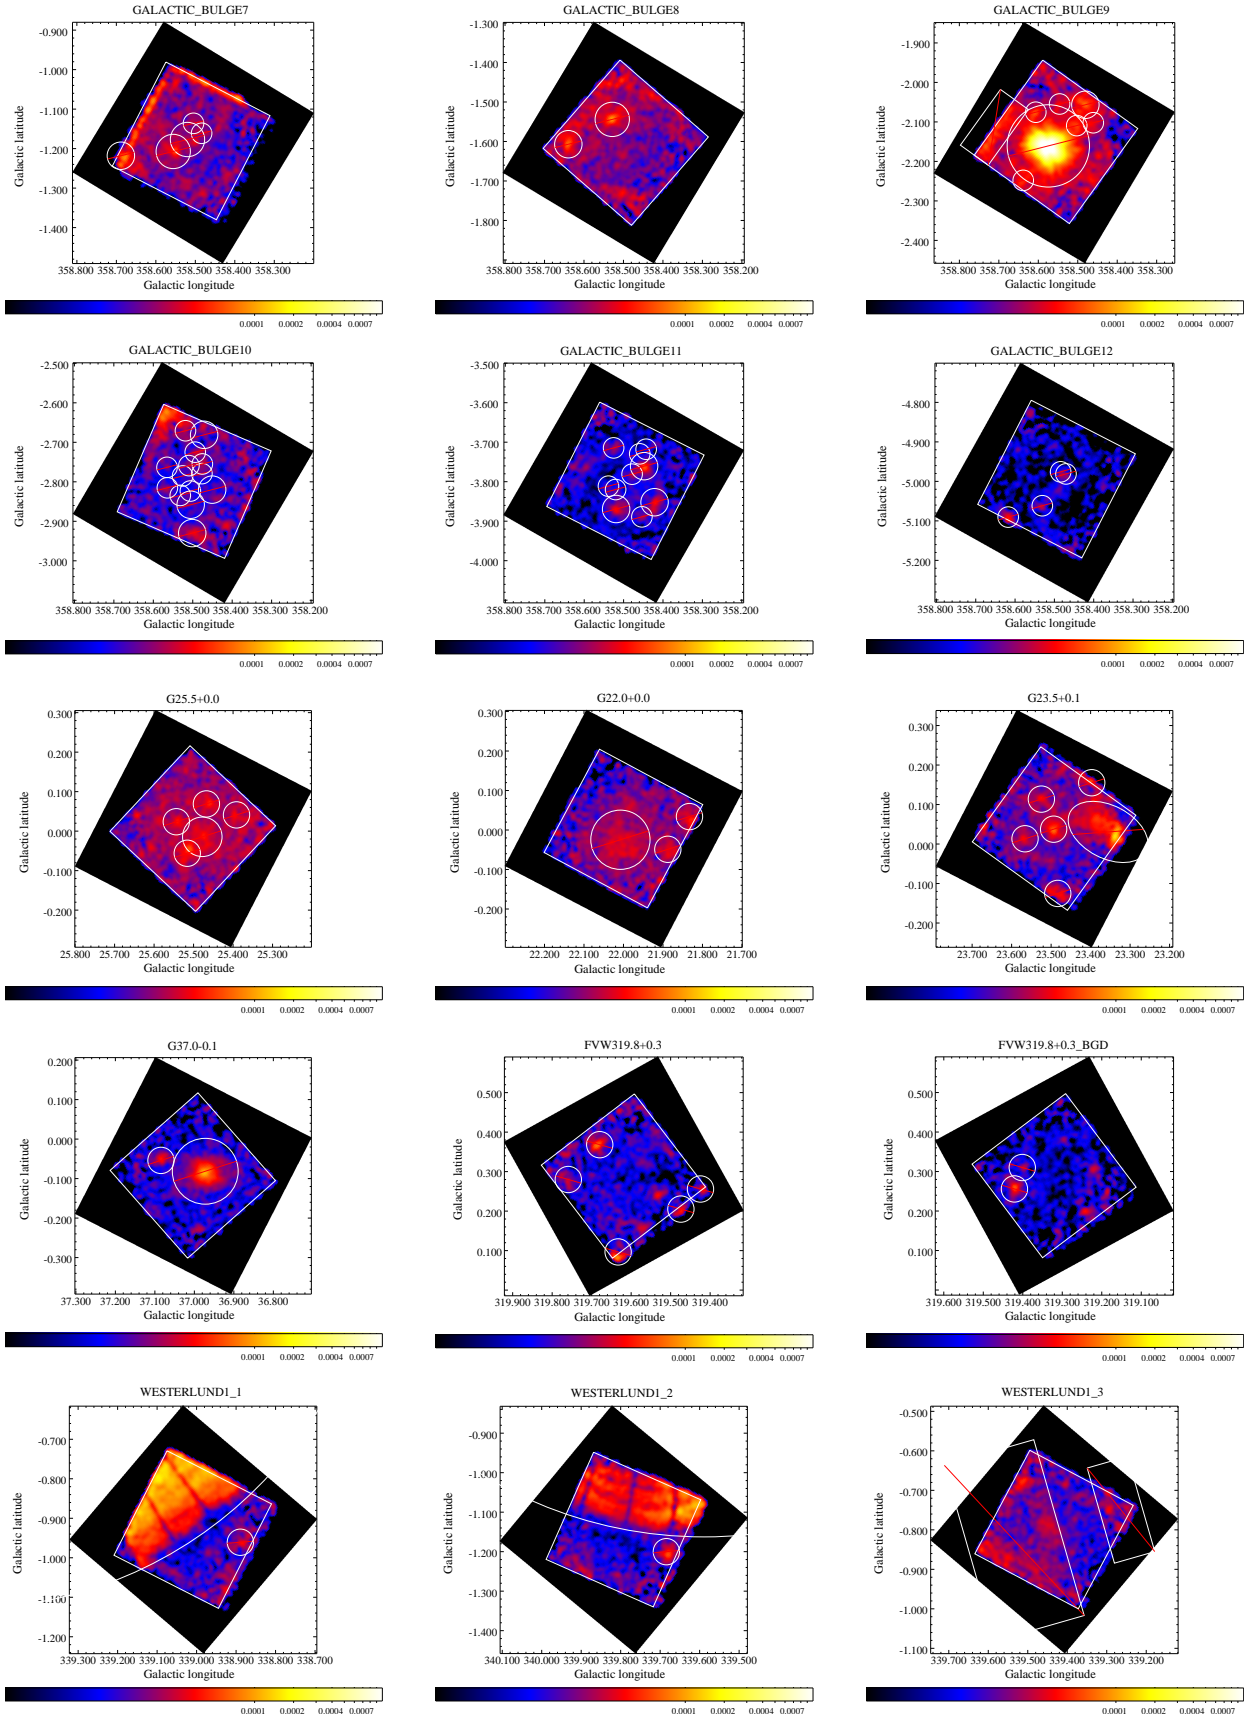 GALACTIC_BULGE7
-0.900
-1.000
-1.100
-1.200
-1.300
-1.400
Galactic latitude
358.800 358.700 358.600 358.500 358.400 358.300
Galactic longitude
0.0001 0.0002 0.0004 0.0007
GALACTIC_BULGE8
-1.300
-1.400
-1.500
-1.600
-1.700
-1.800
Galactic latitude
358.800 358.700 358.600 358.500 358.400 358.300 358.200
Galactic longitude
0.0001 0.0002 0.0004 0.0007
GALACTIC_BULGE9
-1.900
-2.000
-2.100
-2.200
-2.300
-2.400
Galactic latitude
358.800 358.700 358.600 358.500 358.400 358.300
Galactic longitude
0.0001 0.0002 0.0004 0.0007
GALACTIC_BULGE10
-2.500
-2.600
-2.700
-2.800
-2.900
-3.000
Galactic latitude
358.800 358.700 358.600 358.500 358.400 358.300 358.200
Galactic longitude
0.0001 0.0002 0.0004 0.0007
GALACTIC_BULGE11
-3.500
-3.600
-3.700
-3.800
-3.900
-4.000
Galactic latitude
358.800 358.700 358.600 358.500 358.400 358.300 358.200
Galactic longitude
0.0001 0.0002 0.0004 0.0007
GALACTIC_BULGE12
-4.800
-4.900
-5.000
-5.100
-5.200
Galactic latitude
358.800 358.700 358.600 358.500 358.400 358.300 358.200
Galactic longitude
0.0001 0.0002 0.0004 0.0007
G25.5+0.0
0.300
0.200
0.100
0.000
-0.100
-0.200
Galactic latitude
25.800 25.700 25.600 25.500 25.400 25.300
Galactic longitude
0.0001 0.0002 0.0004 0.0007
G22.0+0.0
0.300
0.200
0.100
0.000
-0.100
-0.200
Galactic latitude
22.200 22.100 22.000 21.900 21.800 21.700
Galactic longitude
0.0001 0.0002 0.0004 0.0007
G23.5+0.1
0.300
0.200
0.100
0.000
-0.100
-0.200
Galactic latitude
23.700 23.600 23.500 23.400 23.300 23.200
Galactic longitude
0.0001 0.0002 0.0004 0.0007
G37.0-0.1
0.200
0.100
0.000
-0.100
-0.200
-0.300
Galactic latitude
37.300 37.200 37.100 37.000 36.900 36.800
Galactic longitude
0.0001 0.0002 0.0004 0.0007
FVW319.8+0.3
0.500
0.400
0.300
0.200
0.100
Galactic latitude
319.900 319.800 319.700 319.600 319.500 319.400
Galactic longitude
0.0001 0.0002 0.0004 0.0007
FVW319.8+0.3_BGD
0.500
0.400
0.300
0.200
0.100
Galactic latitude
319.600 319.500 319.400 319.300 319.200 319.100
Galactic longitude
0.0001 0.0002 0.0004 0.0007
WESTERLUND1_1
-0.700
-0.800
-0.900
-1.000
-1.100
-1.200
Galactic latitude
339.300 339.200 339.100 339.000 338.900 338.800 338.700
Galactic longitude
0.0001 0.0002 0.0004 0.0007
WESTERLUND1_2
-0.900
-1.000
-1.100
-1.200
-1.300
-1.400
Galactic latitude
340.100 340.000 339.900 339.800 339.700 339.600 339.500
Galactic longitude
0.0001 0.0002 0.0004 0.0007
WESTERLUND1_3
-0.500
-0.600
-0.700
-0.800
-0.900
-1.000
-1.100
Galactic latitude
339.700 339.600 339.500 339.400 339.300 339.200
Galactic longitude
0.0001 0.0002 0.0004 0.0007